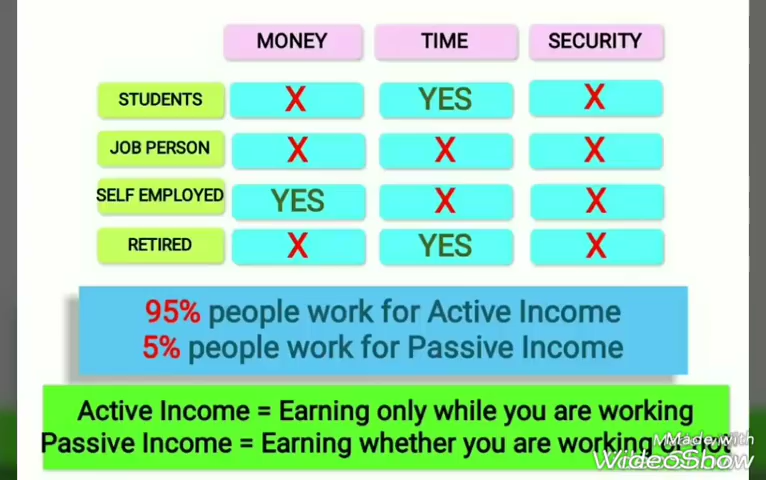 MONEY TIME SECURITY
STUDENTS X YES X
JOB PERSON X X X
SELF EMPLOYED YES X X
RETIRED X YES X
95% people work for Active Income
5% people work for Passive Income
Active Income = Earning only while you are working
Passive Income = Earning whether you are working or not
Made with
VideoShow